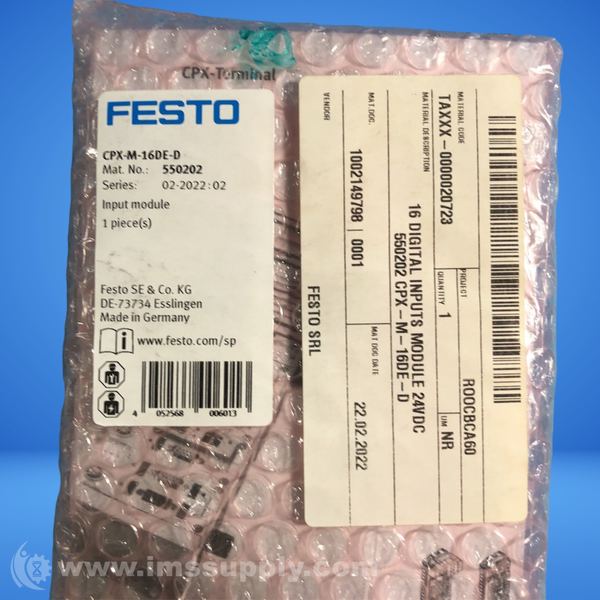 CPX-Terminal
FESTO
CPX-M-16DE-D
Mat. No.: 550202
Series: 02-2022:02
Input module
1 piece(s)
Festo SE & Co. KG
DE-73734 Esslingen
Made in Germany
www.festo.com/sp
4 052568 006013
MATERIAL CODE
TAXXX-0000020723
PROJECT
R00CBCA60
MATERIAL DESCRIPTION
QUANTITY 1
UM NR
16 DIGITAL INPUTS MODULE 24VDC
550202 CPX-M-16DE-D
MAT.DOC.
1002149798 | 0001
MAT DOC DATE
22.02.2022
VENDOR
FESTO SRL
www.imssupply.com